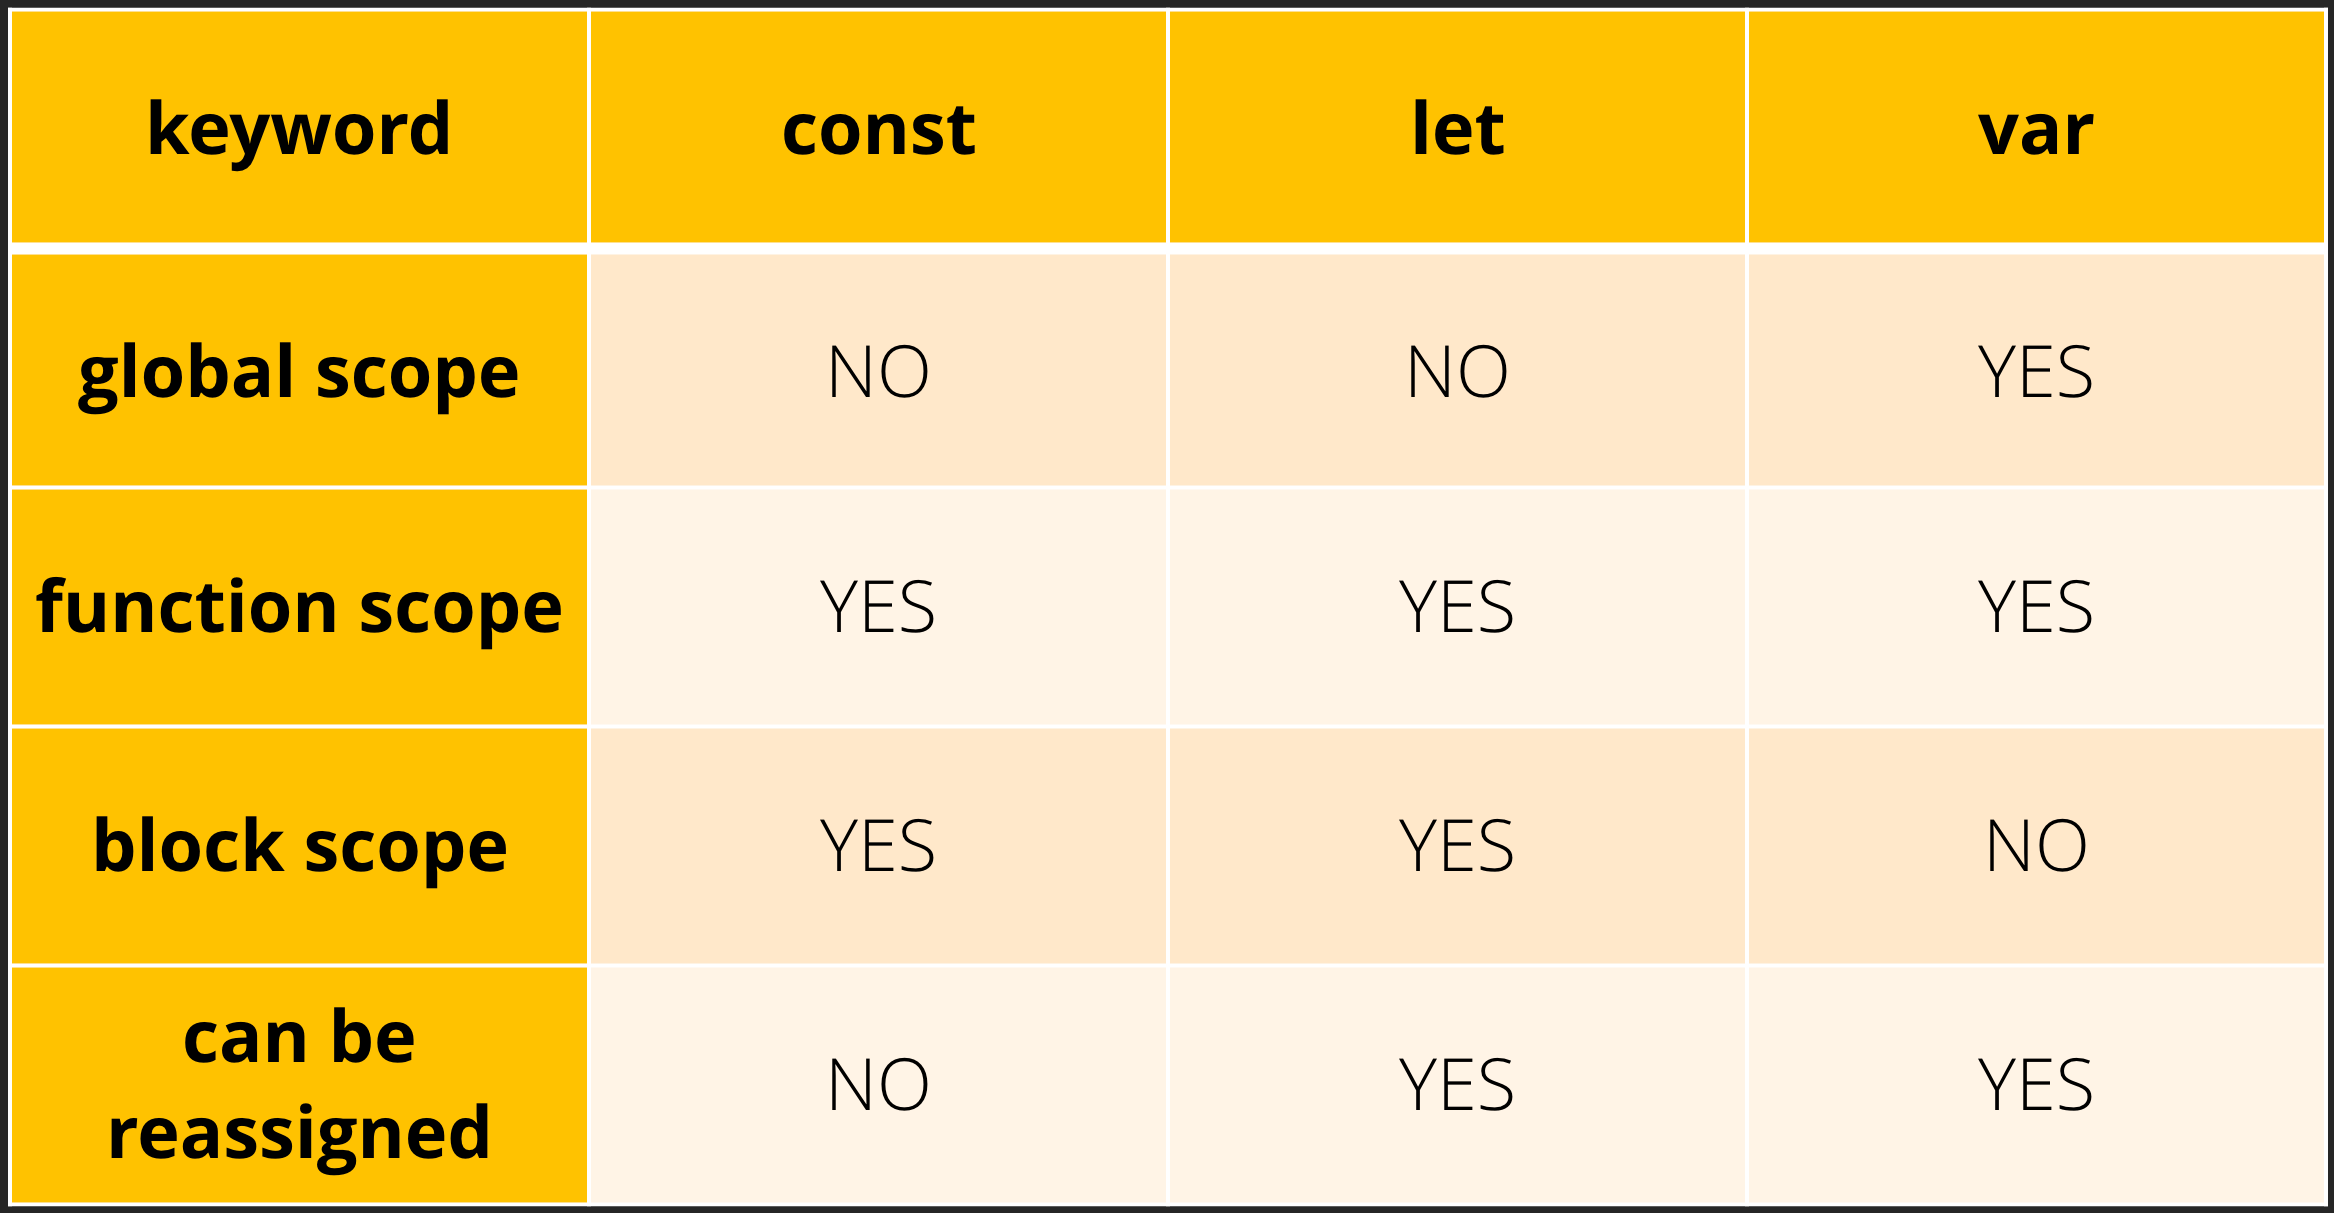 keyword const let var
global scope NO NO YES
function scope YES YES YES
block scope YES YES NO
can be
reassigned NO YES YES